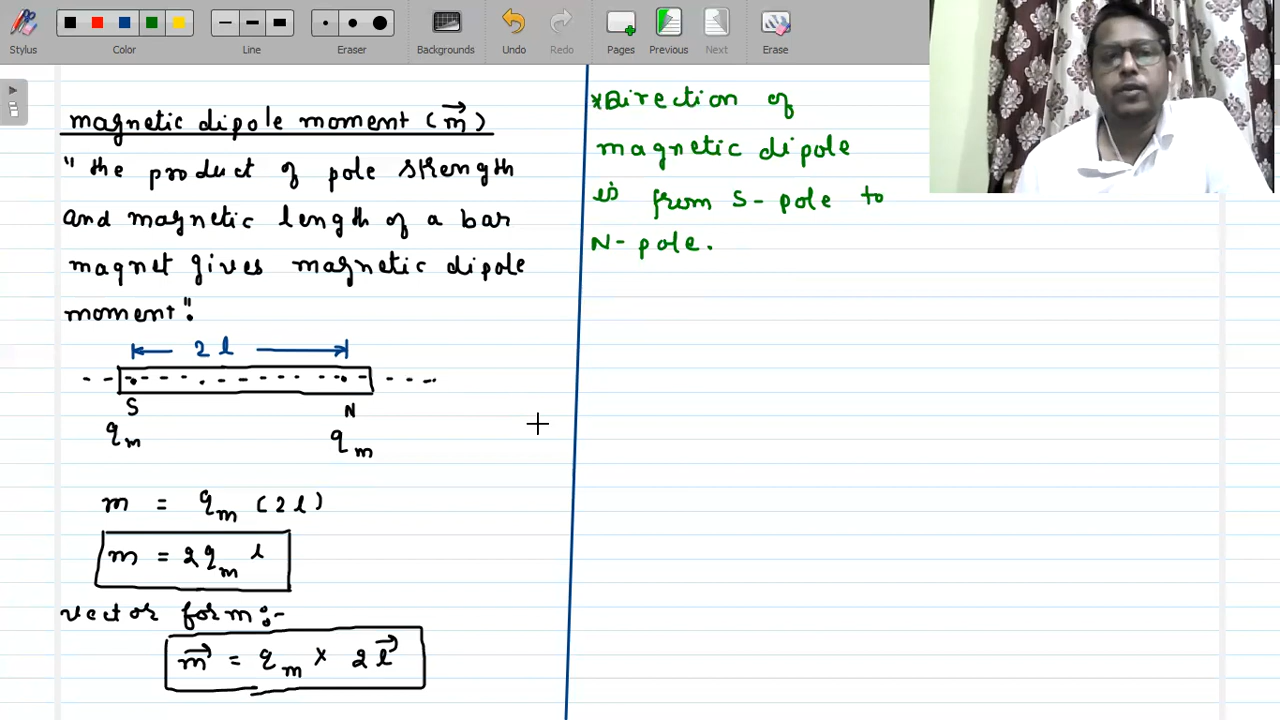 Stylus
Color
Line
Eraser
Backgrounds
Undo
Redo
Pages
Previous
Next
Erase
magnetic dipole moment (m⃗)
"the product of pole strength
and magnetic length of a bar
magnet gives magnetic dipole
moment".
2l
S
N
qm
qm
m = qm (2l)
m = 2qm l
vector form:-
m⃗ = qm × 2l⃗
*Direction of
magnetic dipole
is from S-pole to
N-pole.